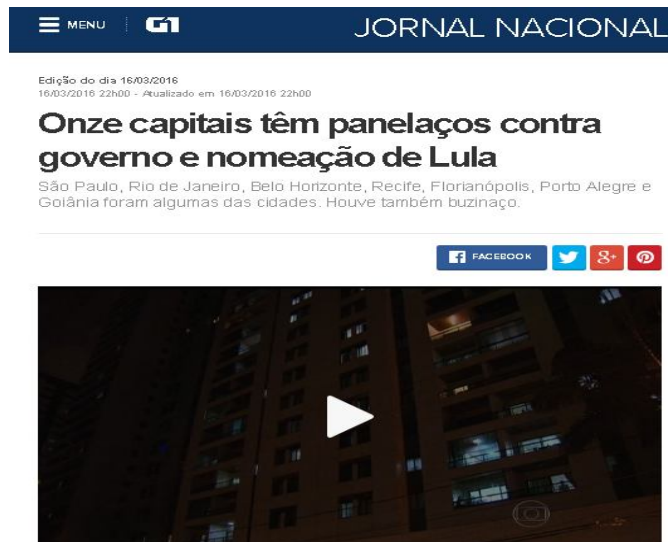 MENU G1 JORNAL NACIONAL
Edição do dia 16/03/2016
16/03/2016 22h00 - Atualizado em 16/03/2016 22h00
Onze capitais têm panelaços contra
governo e nomeação de Lula
São Paulo, Rio de Janeiro, Belo Horizonte, Recife, Florianópolis, Porto Alegre e
Goiânia foram algumas das cidades. Houve também buzinaço.
FACEBOOK